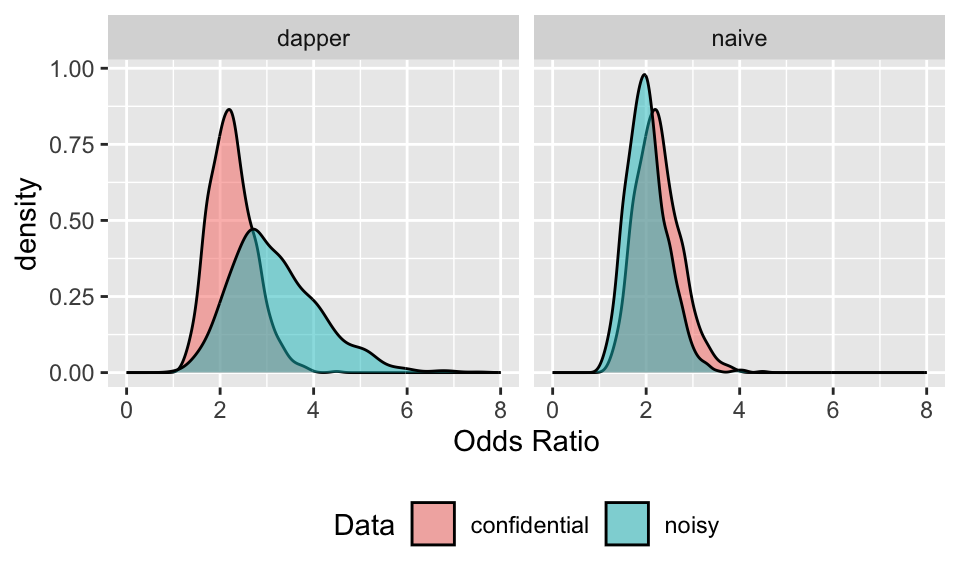 dapper
naive
density
1.00
0.75
0.50
0.25
0.00
0 2 4 6 8
0 2 4 6 8
Odds Ratio
Data confidential noisy